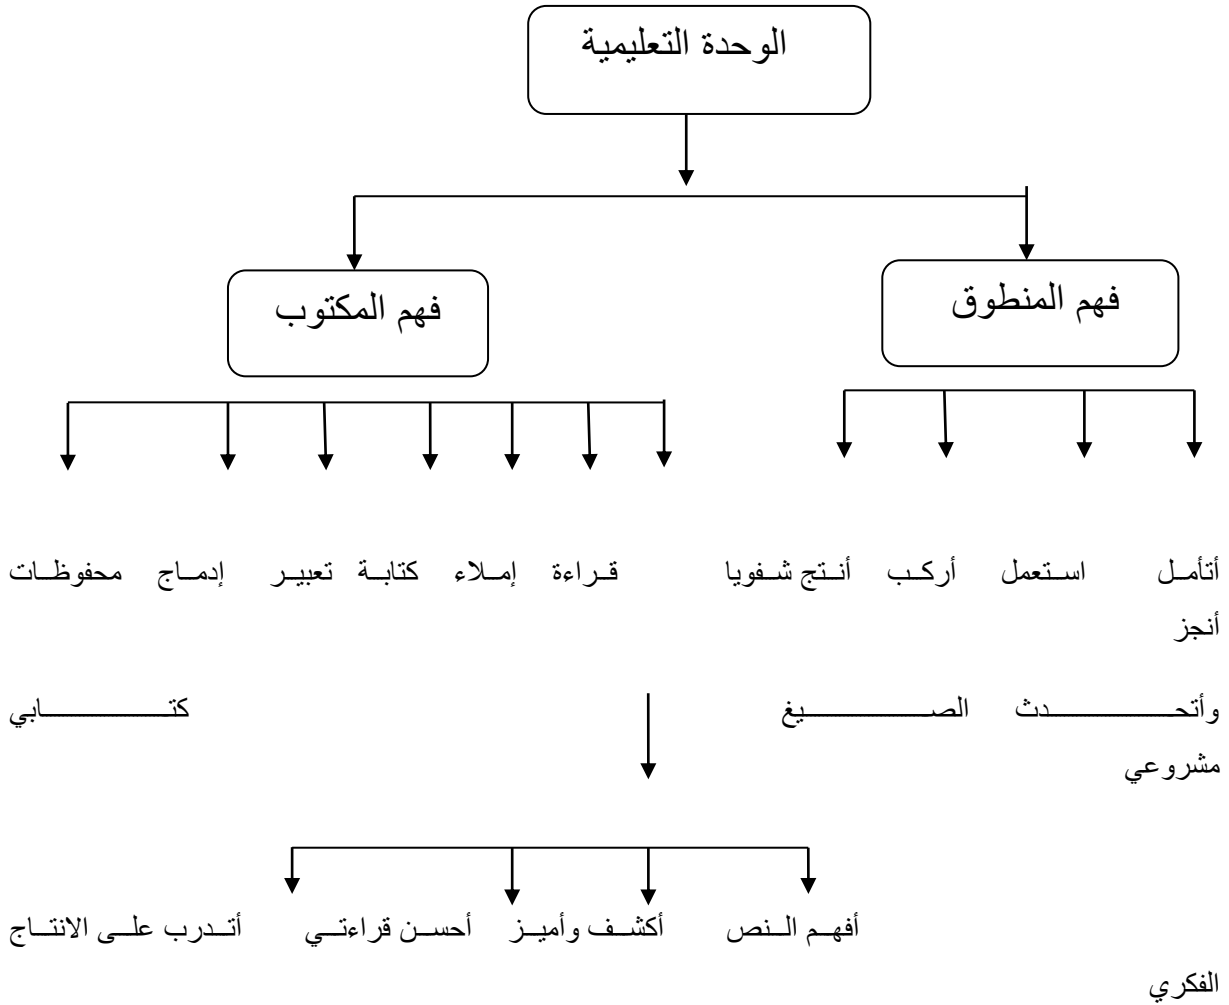 الوحدة التعليمية
فهم المنطوق
فهم المكتوب
أتأمل استعمل أركب أنتج شفويا قراءة إملاء كتابة تعبير إدماج محفوظات
أنجز
وأتحدث الصيغ كتابي
مشروعي
أفهم النص أكشف وأميز أحسن قراءتي أتدرب على الانتاج
الفكري